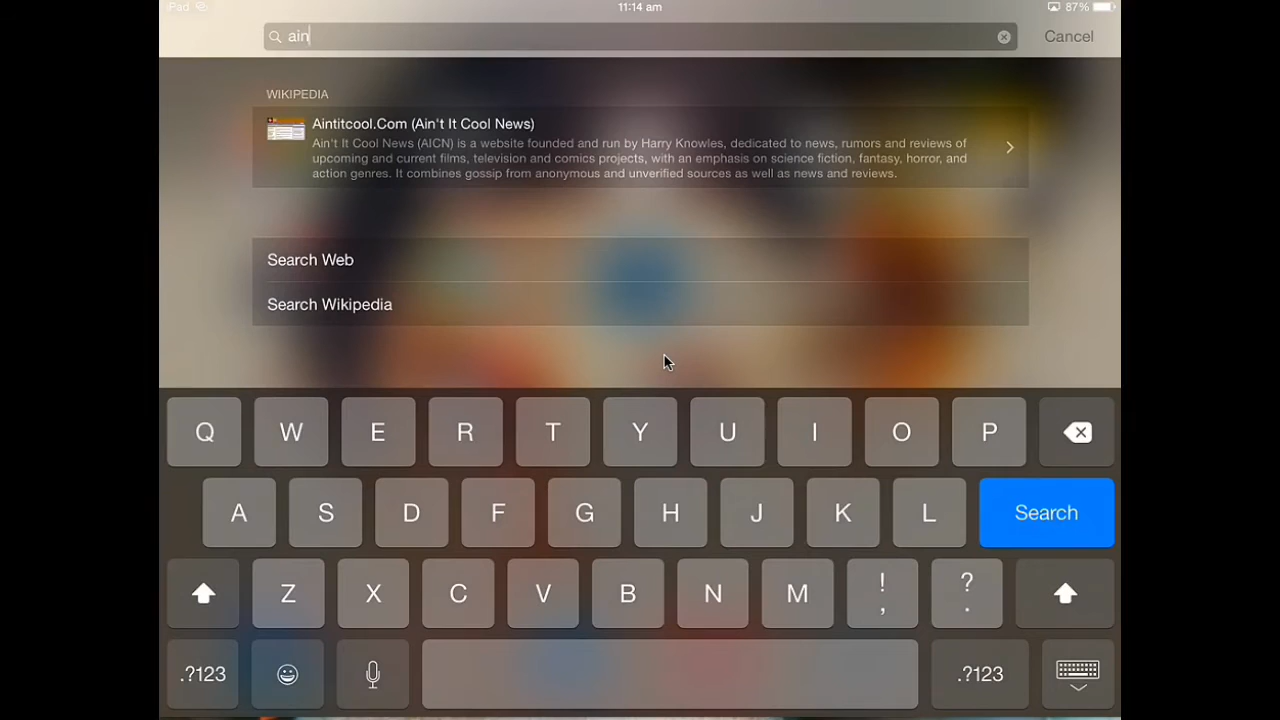 iPad 11:14 am 87%
ain Cancel
WIKIPEDIA
Aintitcool.Com (Ain't It Cool News)
Ain't It Cool News (AICN) is a website founded and run by Harry Knowles, dedicated to news, rumors and reviews of
upcoming and current films, television and comics projects, with an emphasis on science fiction, fantasy, horror, and
action genres. It combines gossip from anonymous and unverified sources as well as news and reviews.
Search Web
Search Wikipedia
Q W E R T Y U I O P
A S D F G H J K L Search
Z X C V B N M ! , ? .
.?123 .?123